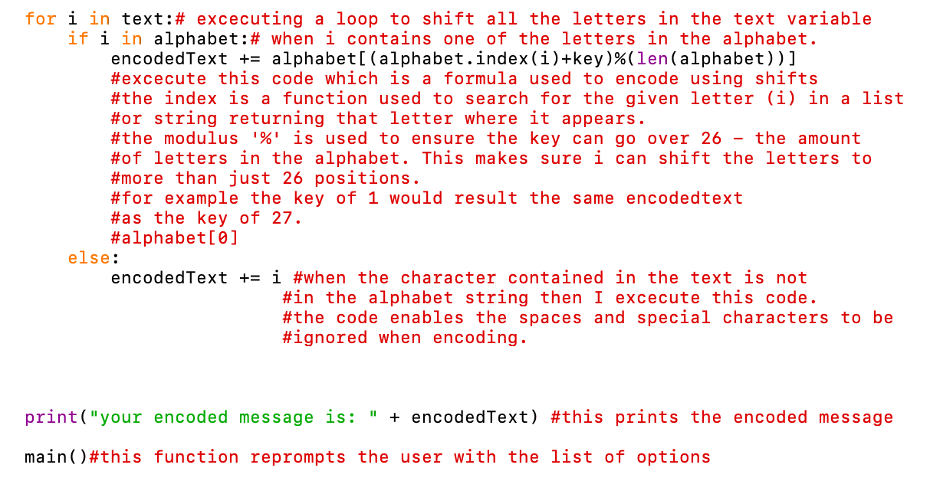 for i in text:# excecuting a loop to shift all the letters in the text variable
if i in alphabet:# when i contains one of the letters in the alphabet.
encodedText += alphabet[(alphabet.index(i)+key)%(len(alphabet))]
#excecute this code which is a formula used to encode using shifts
#the index is a function used to search for the given letter (i) in a list
#or string returning that letter where it appears.
#the modulus '%' is used to ensure the key can go over 26 – the amount
#of letters in the alphabet. This makes sure i can shift the letters to
#more than just 26 positions.
#for example the key of 1 would result the same encodedtext
#as the key of 27.
#alphabet[0]
else:
encodedText += i #when the character contained in the text is not
#in the alphabet string then I excecute this code.
#the code enables the spaces and special characters to be
#ignored when encoding.
print("your encoded message is: " + encodedText) #this prints the encoded message
main()#this function reprompts the user with the list of options